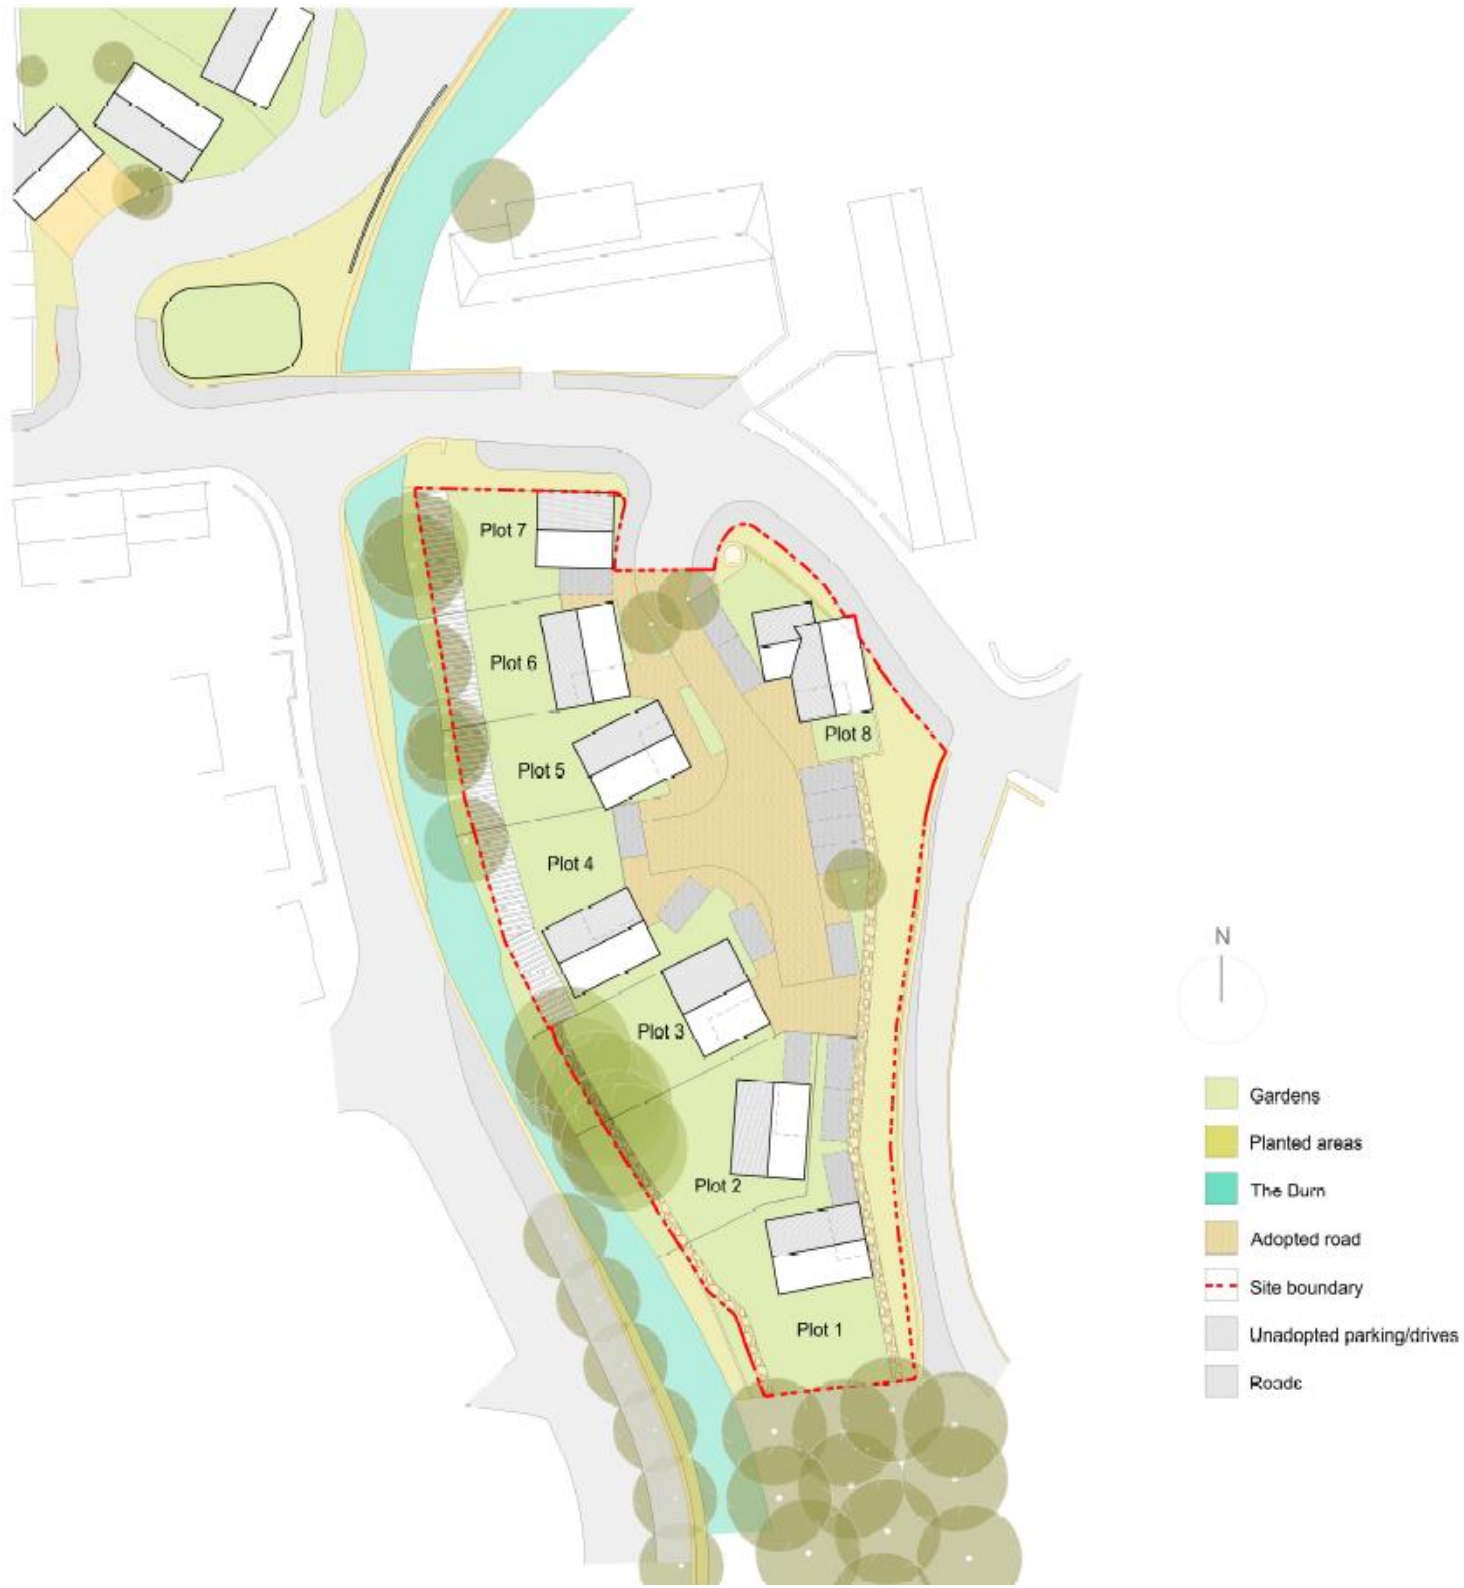 Plot 7
Plot 6
Plot 8
Plot 5
Plot 4
Plot 3
Plot 2
Plot 1
N
Gardens
Planted areas
The Durn
Adopted road
Site boundary
Unadopted parking/drives
Roads